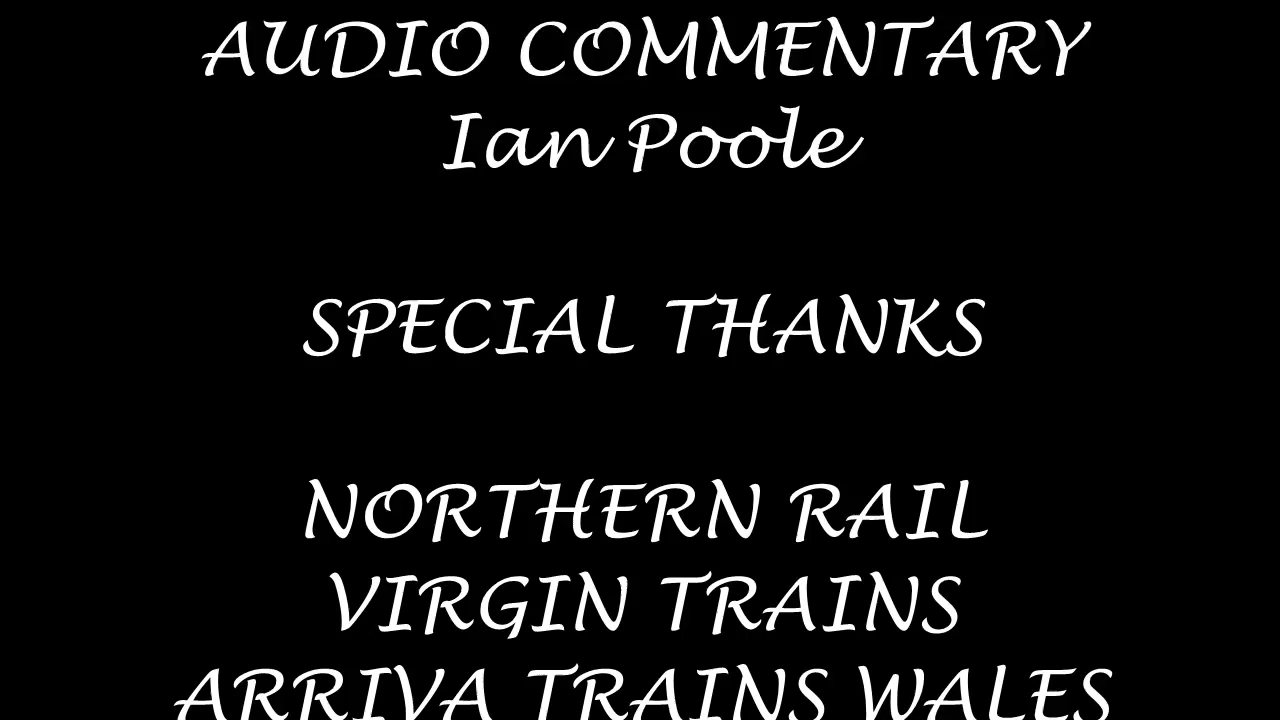 AUDIO COMMENTARY
Ian Poole
SPECIAL THANKS
NORTHERN RAIL
VIRGIN TRAINS
ARRIVA TRAINS WALES